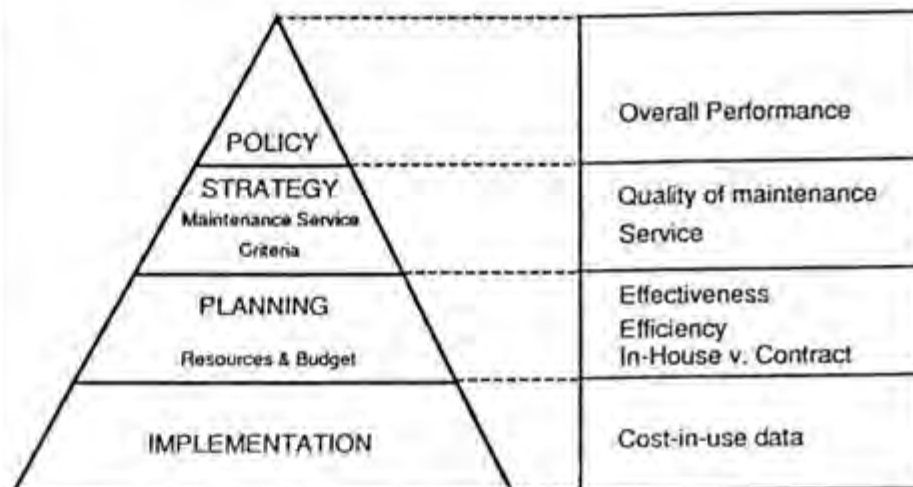 POLICY
STRATEGY
Maintenance Service
Criteria
PLANNING
Resources & Budget
IMPLEMENTATION
Overall Performance
Quality of maintenance
Service
Effectiveness
Efficiency
In-House v. Contract
Cost-in-use data